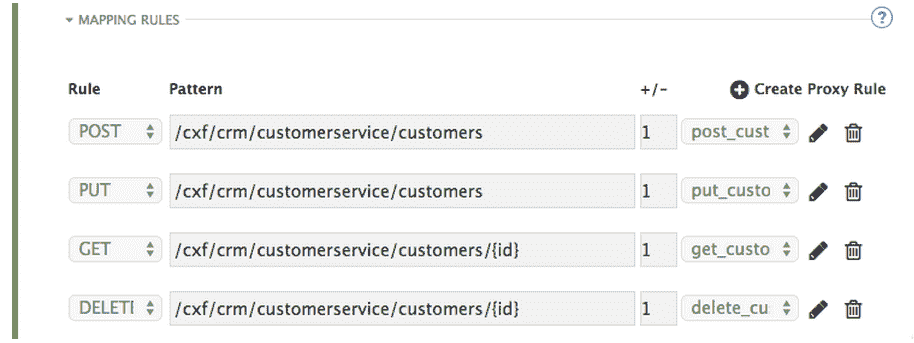 MAPPING RULES ?
Rule Pattern +/- Create Proxy Rule
POST /cxf/crm/customerservice/customers 1 post_cust
PUT /cxf/crm/customerservice/customers 1 put_custo
GET /cxf/crm/customerservice/customers/{id} 1 get_custo
DELETI /cxf/crm/customerservice/customers/{id} 1 delete_cu